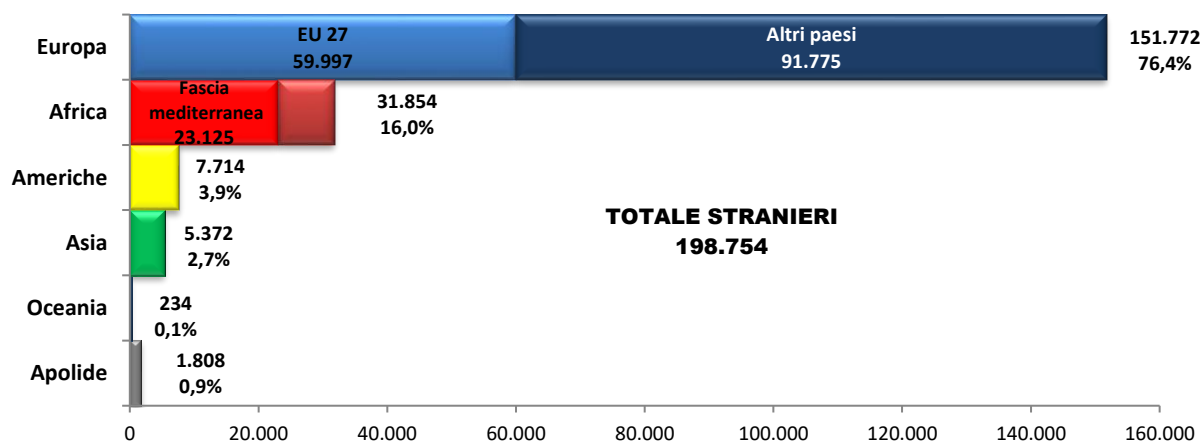 Europa
EU 27
59.997
Altri paesi
91.775
151.772
76,4%
Africa
Fascia
mediterranea
23.125
31.854
16,0%
Americhe
7.714
3,9%
Asia
5.372
2,7%
TOTALE STRANIERI
198.754
Oceania
234
0,1%
Apolide
1.808
0,9%
0 20.000 40.000 60.000 80.000 100.000 120.000 140.000 160.000